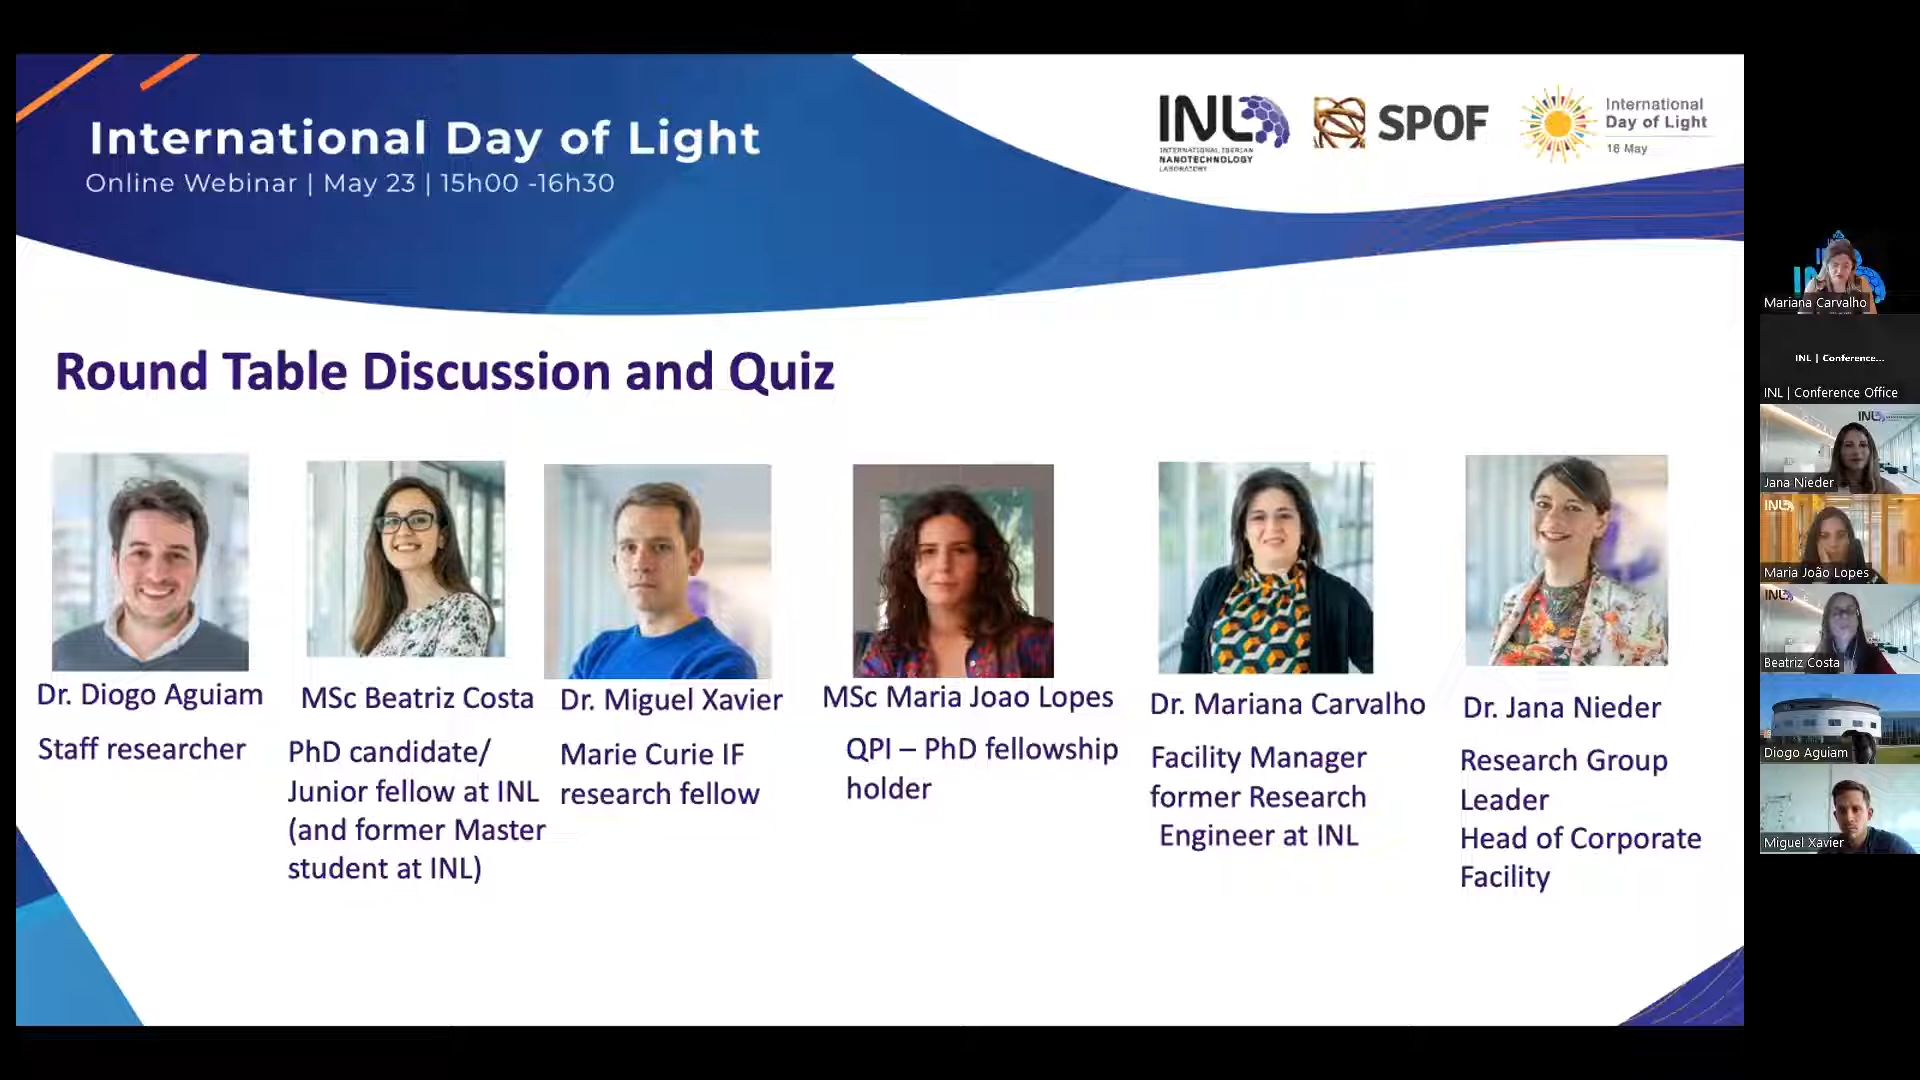 International Day of Light
Online Webinar | May 23 | 15h00 -16h30
INL
INTERNATIONAL IBERIAN
NANOTECHNOLOGY
LABORATORY
SPOF
International
Day of Light
16 May
Round Table Discussion and Quiz
Dr. Diogo Aguiam
Staff researcher
MSc Beatriz Costa
PhD candidate/
Junior fellow at INL
(and former Master
student at INL)
Dr. Miguel Xavier
Marie Curie IF
research fellow
MSc Maria Joao Lopes
QPI – PhD fellowship
holder
Dr. Mariana Carvalho
Facility Manager
former Research
Engineer at INL
Dr. Jana Nieder
Research Group
Leader
Head of Corporate
Facility
Mariana Carvalho
INL | Conference...
INL | Conference Office
INL
Jana Nieder
INL
Maria João Lopes
INL
Beatriz Costa
Diogo Aguiam
Miguel Xavier